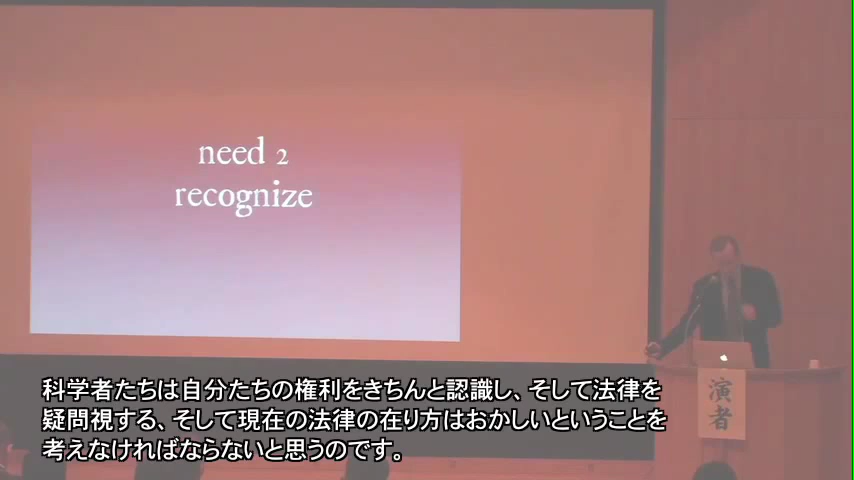 need 2
recognize
演
者
科学者たちは自分たちの権利をきちんと認識し、そして法律を
疑問視する、そして現在の法律の在り方はおかしいということを
考えなければならないと思うのです。